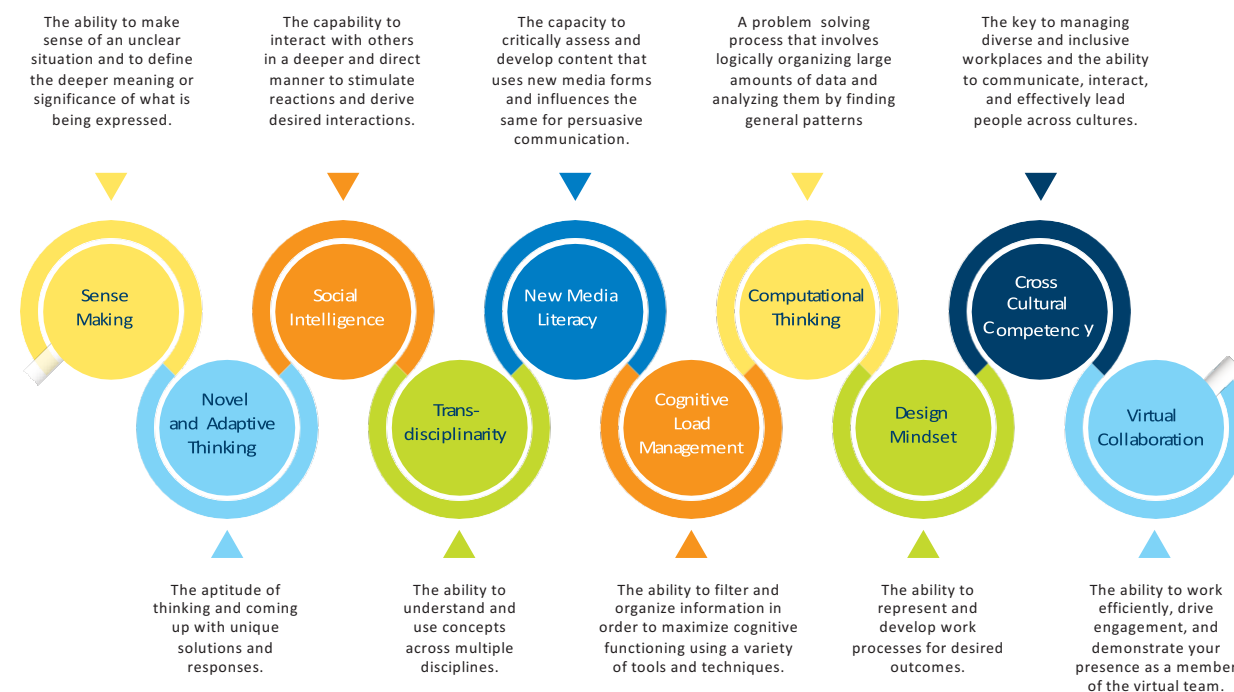 The ability to make
sense of an unclear
situation and to define
the deeper meaning or
significance of what is
being expressed.
The capability to
interact with others
in a deeper and direct
manner to stimulate
reactions and derive
desired interactions.
The capacity to
critically assess and
develop content that
uses new media forms
and influences the
same for persuasive
communication.
A problem solving
process that involves
logically organizing large
amounts of data and
analyzing them by finding
general patterns
The key to managing
diverse and inclusive
workplaces and the ability
to communicate, interact,
and effectively lead
people across cultures.
Sense
Making
Social
Intelligence
New Media
Literacy
Computational
Thinking
Cross
Cultural
Competency
Novel
and Adaptive
Thinking
Trans-
disciplinarity
Cognitive
Load
Management
Design
Mindset
Virtual
Collaboration
The aptitude of
thinking and coming
up with unique
solutions and
responses.
The ability to
understand and
use concepts
across multiple
disciplines.
The ability to filter and
organize information in
order to maximize cognitive
functioning using a variety
of tools and techniques.
The ability to
represent and
develop work
processes for desired
outcomes.
The ability to work
efficiently, drive
engagement, and
demonstrate your
presence as a member
of the virtual team.